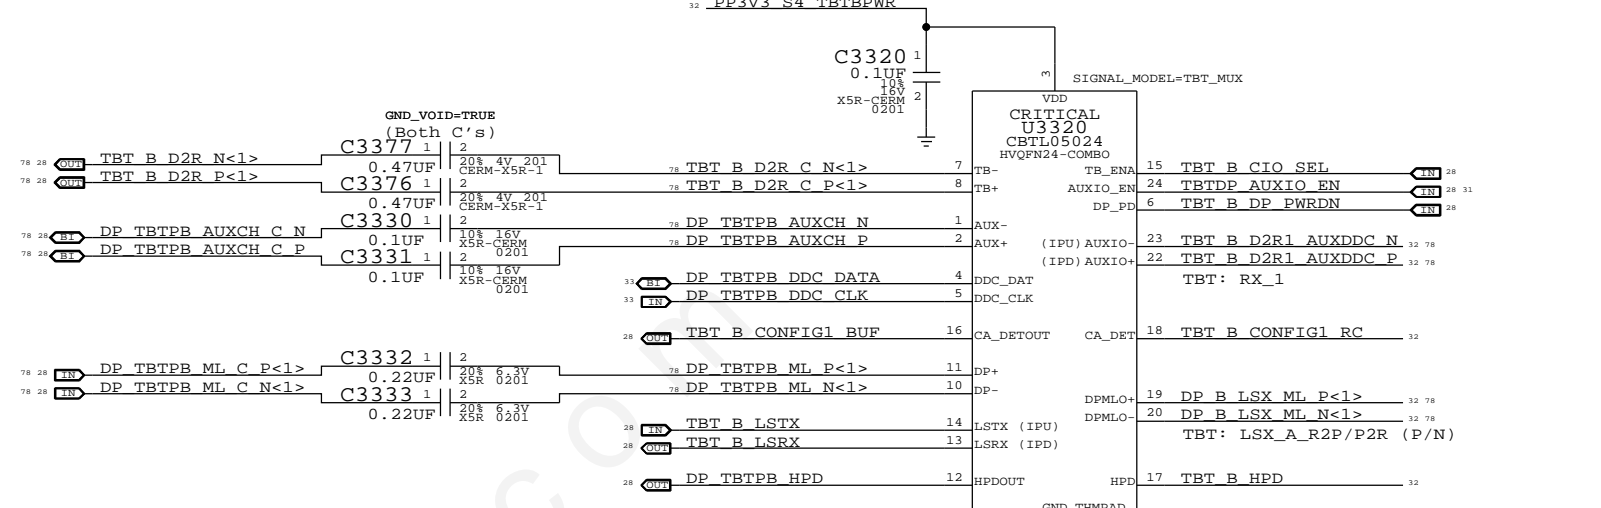 32 PP3V3_S4_TBTBPWR
C3320 1
0.1UF
10%
16V
X5R-CERM 2
0201
3
SIGNAL_MODEL=TBT_MUX
VDD
CRITICAL
U3320
CBTL05024
HVQFN24-COMBO
GND_VOID=TRUE
(Both C's)
78 28 OUT TBT_B_D2R_N<1> C3377 1 2 0.47UF 20% 4V 201 CERM-X5R-1 78 TBT_B_D2R_C_N<1> 7 TB-
78 28 OUT TBT_B_D2R_P<1> C3376 1 2 0.47UF 20% 4V 201 CERM-X5R-1 78 TBT_B_D2R_C_P<1> 8 TB+
78 28 BI DP_TBTPB_AUXCH_C_N C3330 1 2 0.1UF 10% 16V X5R-CERM 0201 78 DP_TBTPB_AUXCH_N 1 AUX-
78 28 BI DP_TBTPB_AUXCH_C_P C3331 1 2 0.1UF 10% 16V X5R-CERM 0201 78 DP_TBTPB_AUXCH_P 2 AUX+
33 BI DP_TBTPB_DDC_DATA 4 DDC_DAT
33 IN DP_TBTPB_DDC_CLK 5 DDC_CLK
28 OUT TBT_B_CONFIG1_BUF 16 CA_DETOUT
78 28 IN DP_TBTPB_ML_C_P<1> C3332 1 2 0.22UF 20% 6.3V X5R 0201 78 DP_TBTPB_ML_P<1> 11 DP+
78 28 IN DP_TBTPB_ML_C_N<1> C3333 1 2 0.22UF 20% 6.3V X5R 0201 78 DP_TBTPB_ML_N<1> 10 DP-
28 IN TBT_B_LSTX 14 LSTX (IPU)
28 OUT TBT_B_LSRX 13 LSRX (IPD)
28 OUT DP_TBTPB_HPD 12 HPDOUT
TB_ENA 15 TBT_B_CIO_SEL IN 28
AUXIO_EN 24 TBTDP_AUXIO_EN IN 28 31
DP_PD 6 TBT_B_DP_PWRDN IN 28
(IPU) AUXIO- 23 TBT_B_D2R1_AUXDDC_N 32 78
(IPD) AUXIO+ 22 TBT_B_D2R1_AUXDDC_P 32 78
TBT: RX_1
CA_DET 18 TBT_B_CONFIG1_RC 32
DPMLO+ 19 DP_B_LSX_ML_P<1> 32 78
DPMLO- 20 DP_B_LSX_ML_N<1> 32 78
TBT: LSX_A_R2P/P2R (P/N)
HPD 17 TBT_B_HPD 32
GND THMPAD
com